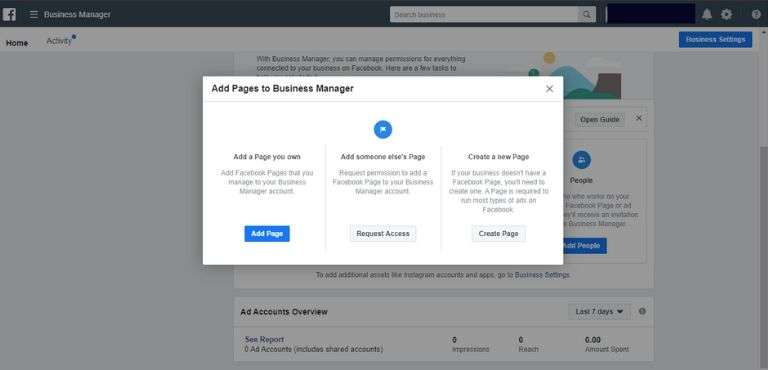 Business Manager
Search business
Home
Activity
Business Settings
With Business Manager, you can manage permissions for everything
connected to your business on Facebook. Here are a few tasks to
Add Pages to Business Manager
Add a Page you own
Add Facebook Pages that you
manage to your Business
Manager account.
Add Page
Add someone else's Page
Request permission to add a
Facebook Page to your Business
Manager account.
Request Access
Create a new Page
If your business doesn't have a
Facebook Page, you'll need to
create one. A Page is required to
run most types of ads on
Facebook.
Create Page
Open Guide
People
who works on your
Facebook Page or ad
they'll receive an invitation
Business Manager.
Add People
To add additional assets like Instagram accounts and apps, go to Business Settings.
Ad Accounts Overview
Last 7 days
See Report
0 Ad Accounts (includes shared accounts)
0
Impressions
0
Reach
0.00
Amount Spent